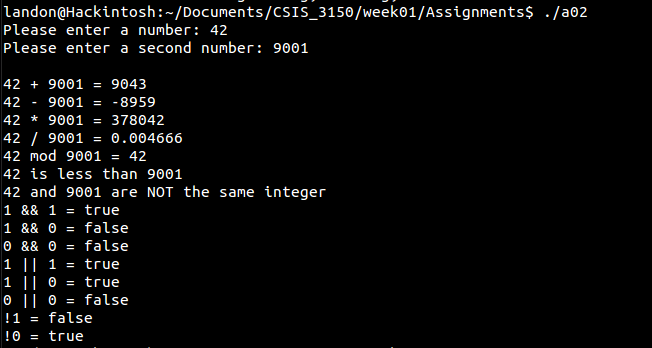 landon@Hackintosh:~/Documents/CSIS_3150/week01/Assignments$ ./a02
Please enter a number: 42
Please enter a second number: 9001

42 + 9001 = 9043
42 - 9001 = -8959
42 * 9001 = 378042
42 / 9001 = 0.004666
42 mod 9001 = 42
42 is less than 9001
42 and 9001 are NOT the same integer
1 && 1 = true
1 && 0 = false
0 && 0 = false
1 || 1 = true
1 || 0 = true
0 || 0 = false
!1 = false
!0 = true